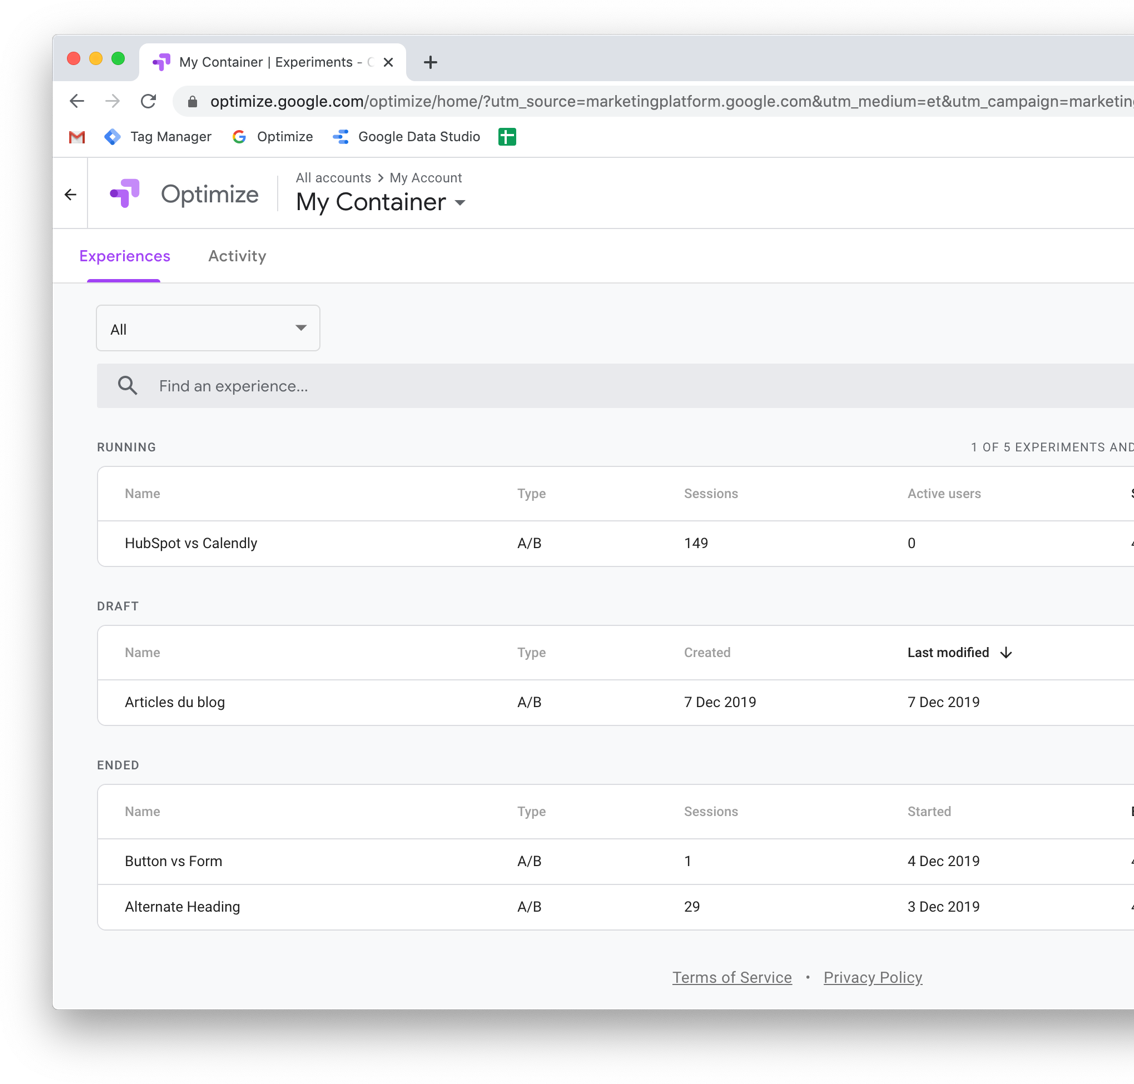 My Container | Experiments -
optimize.google.com/optimize/home/?utm_source=marketingplatform.google.com&utm_medium=et&utm_campaign=marketin
Tag Manager Optimize Google Data Studio
All accounts > My Account
Optimize My Container
Experiences Activity
All
Find an experience...
RUNNING 1 OF 5 EXPERIMENTS AND
Name Type Sessions Active users
HubSpot vs Calendly A/B 149 0
DRAFT
Name Type Created Last modified
Articles du blog A/B 7 Dec 2019 7 Dec 2019
ENDED
Name Type Sessions Started
Button vs Form A/B 1 4 Dec 2019
Alternate Heading A/B 29 3 Dec 2019
Terms of Service • Privacy Policy